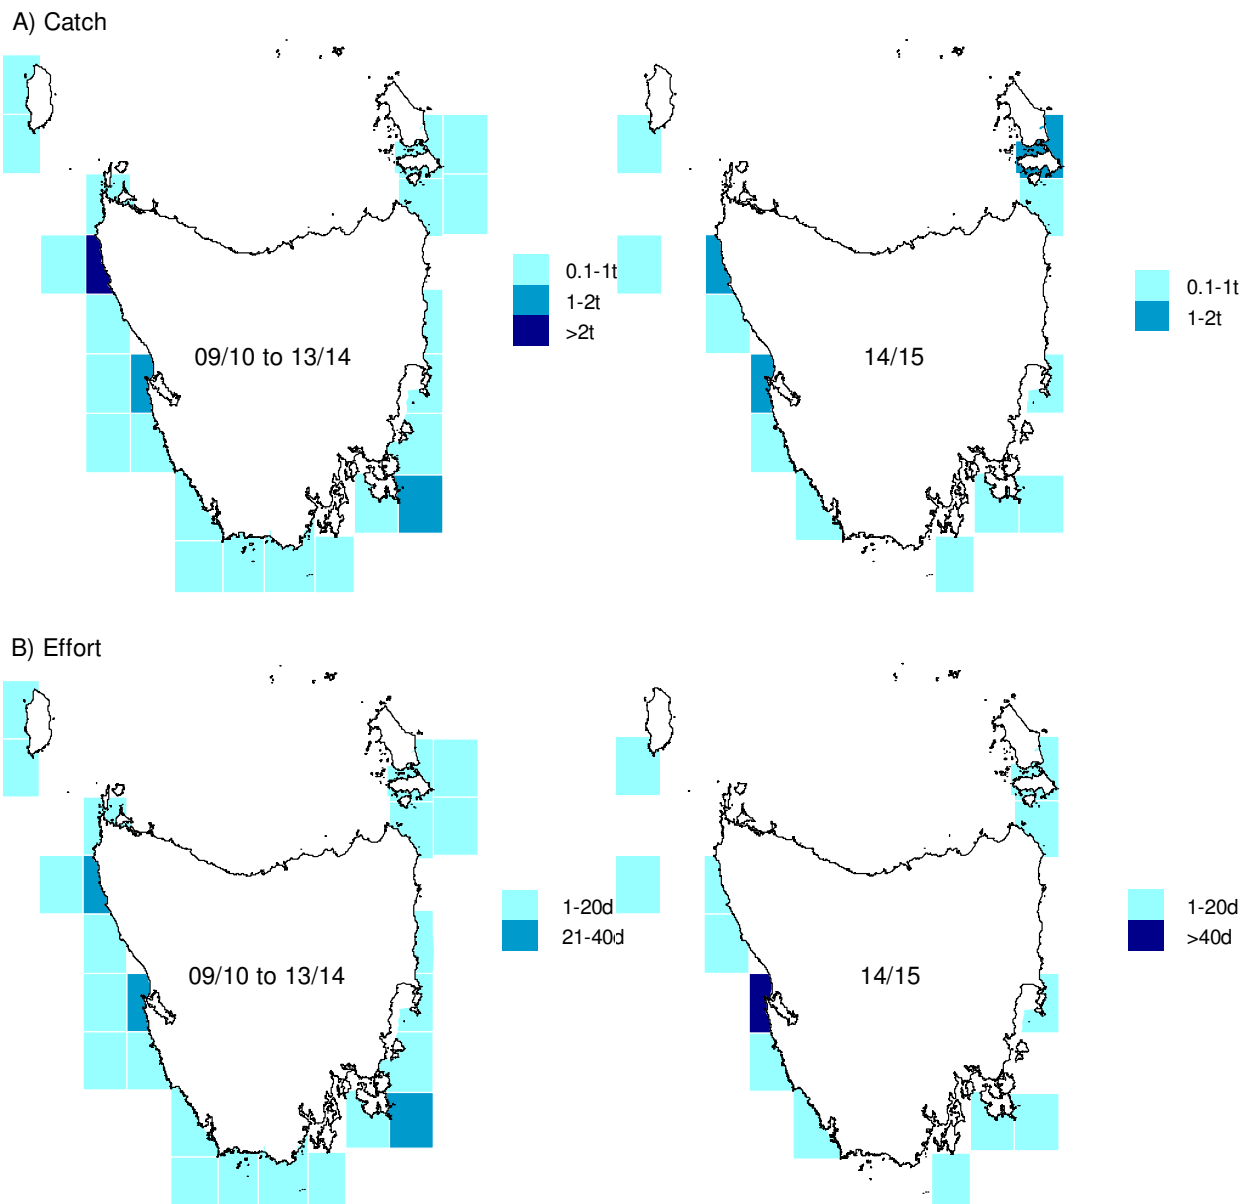 A) Catch
0.1-1t
1-2t
>2t
09/10 to 13/14
0.1-1t
1-2t
14/15
B) Effort
1-20d
21-40d
09/10 to 13/14
1-20d
>40d
14/15